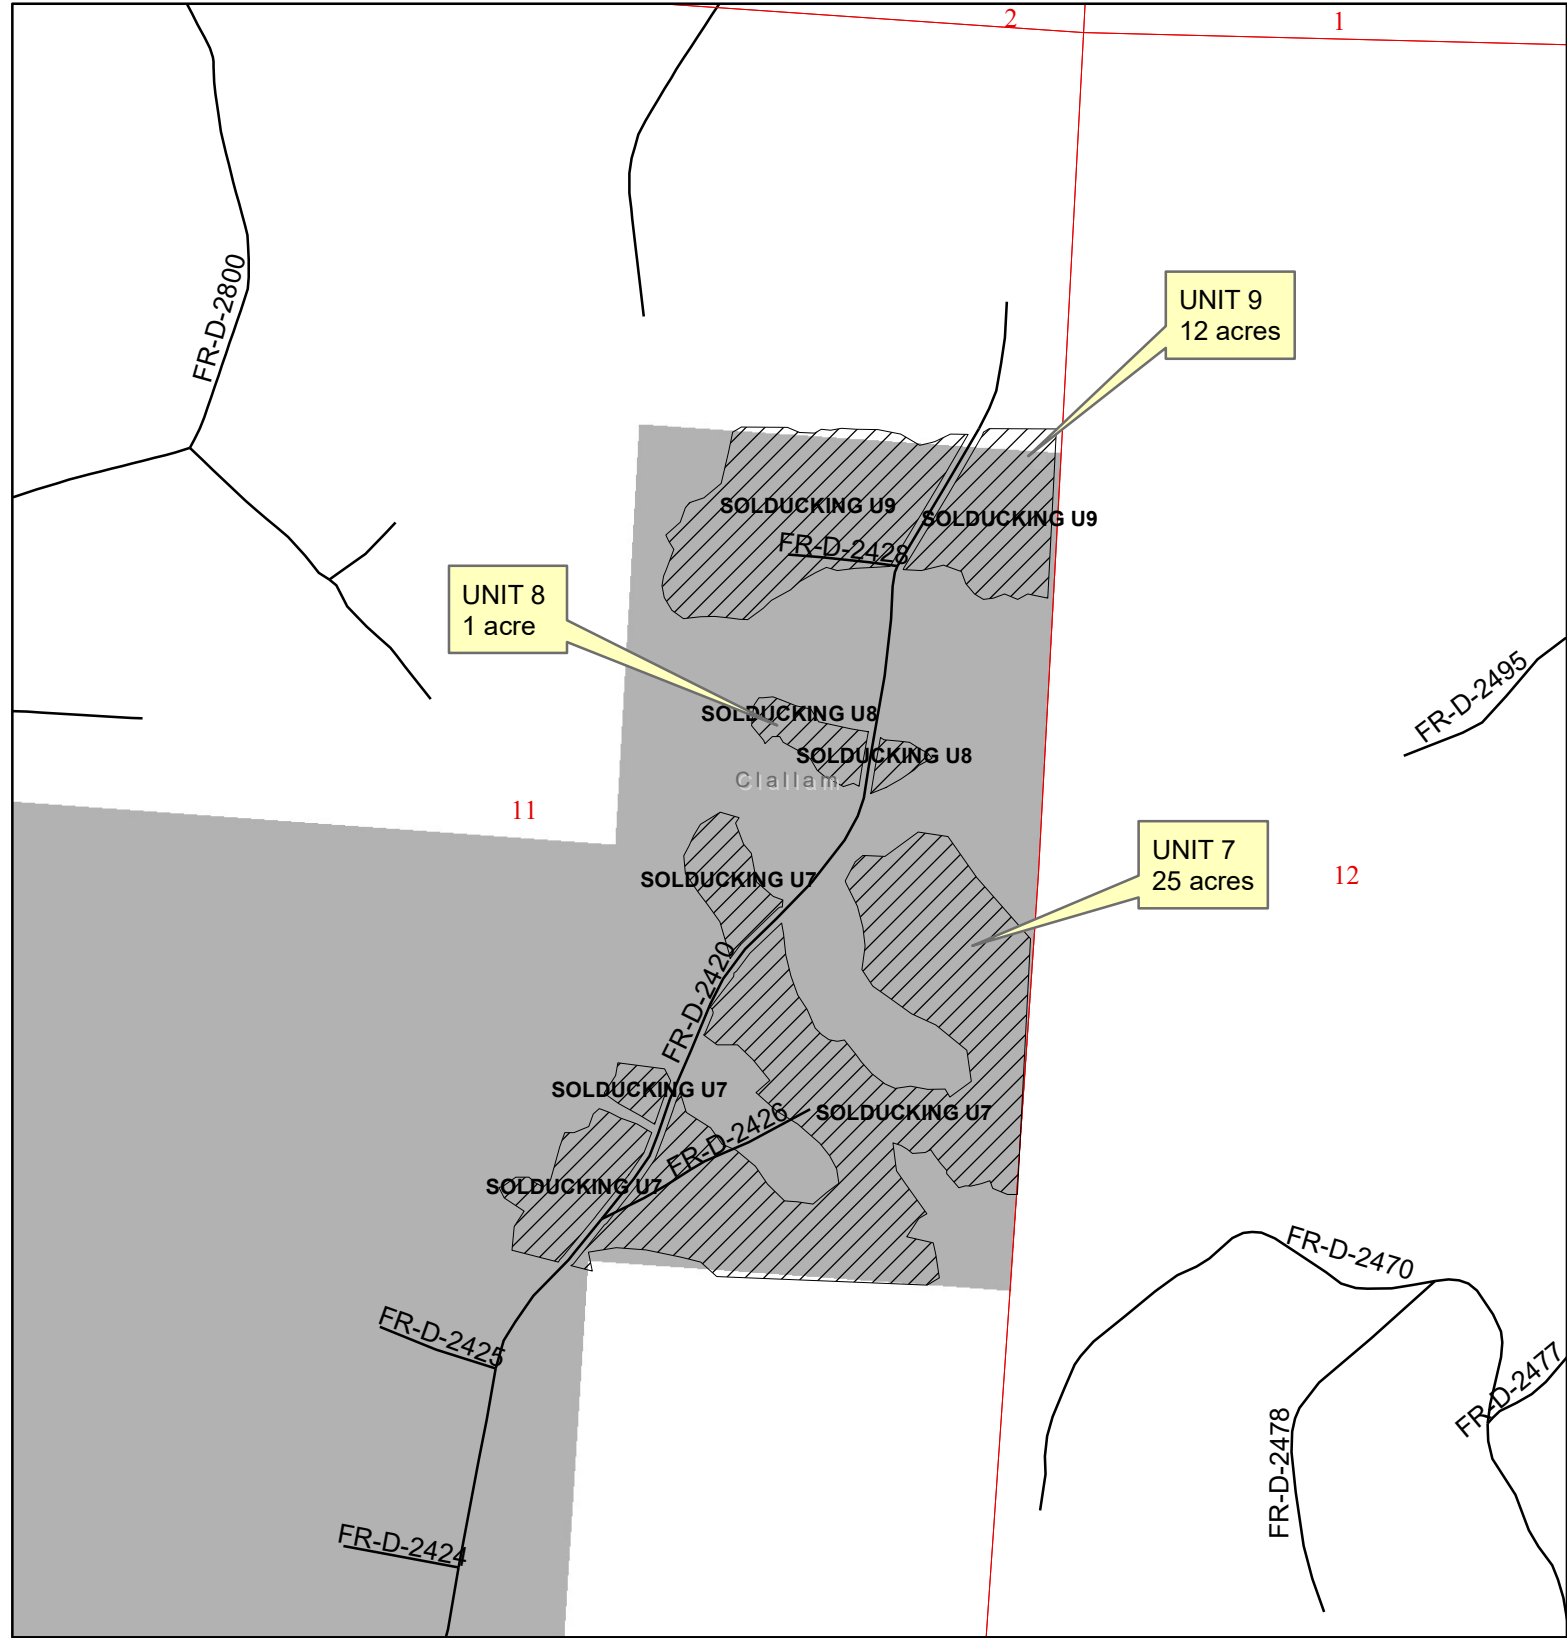 2
1
FR-D-2800
UNIT 9
12 acres
SOLDUCKING U9
SOLDUCKING U9
FR-D-2428
UNIT 8
1 acre
FR-D-2495
SOLDUCKING U8
SOLDUCKING U8
Clallam
11
UNIT 7
25 acres
12
SOLDUCKING U7
FR-D-2420
SOLDUCKING U7
SOLDUCKING U7
FR-D-2426
SOLDUCKING U7
FR-D-2470
FR-D-2425
FR-D-2477
FR-D-2478
FR-D-2424